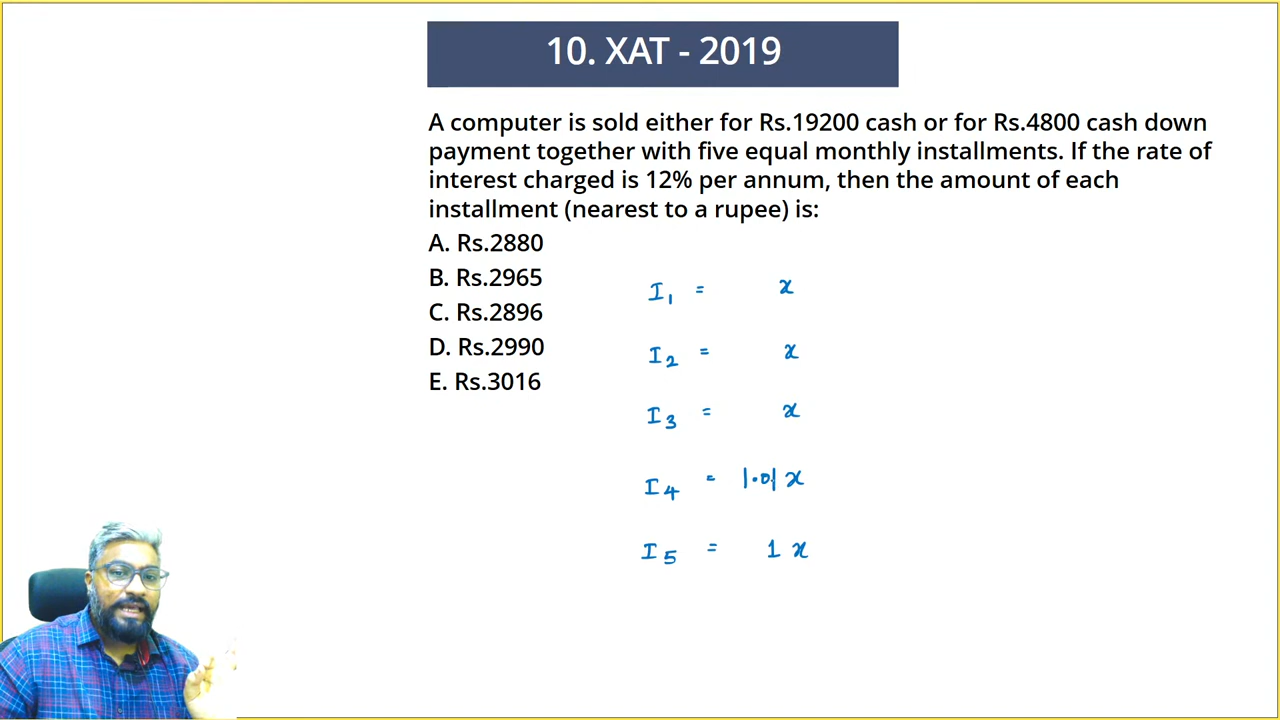 10. XAT - 2019
A computer is sold either for Rs.19200 cash or for Rs.4800 cash down
payment together with five equal monthly installments. If the rate of
interest charged is 12% per annum, then the amount of each
installment (nearest to a rupee) is:
A. Rs.2880
B. Rs.2965
C. Rs.2896
D. Rs.2990
E. Rs.3016
I₁ = x
I₂ = x
I₃ = x
I₄ = 1.01 x
I₅ = 1 x